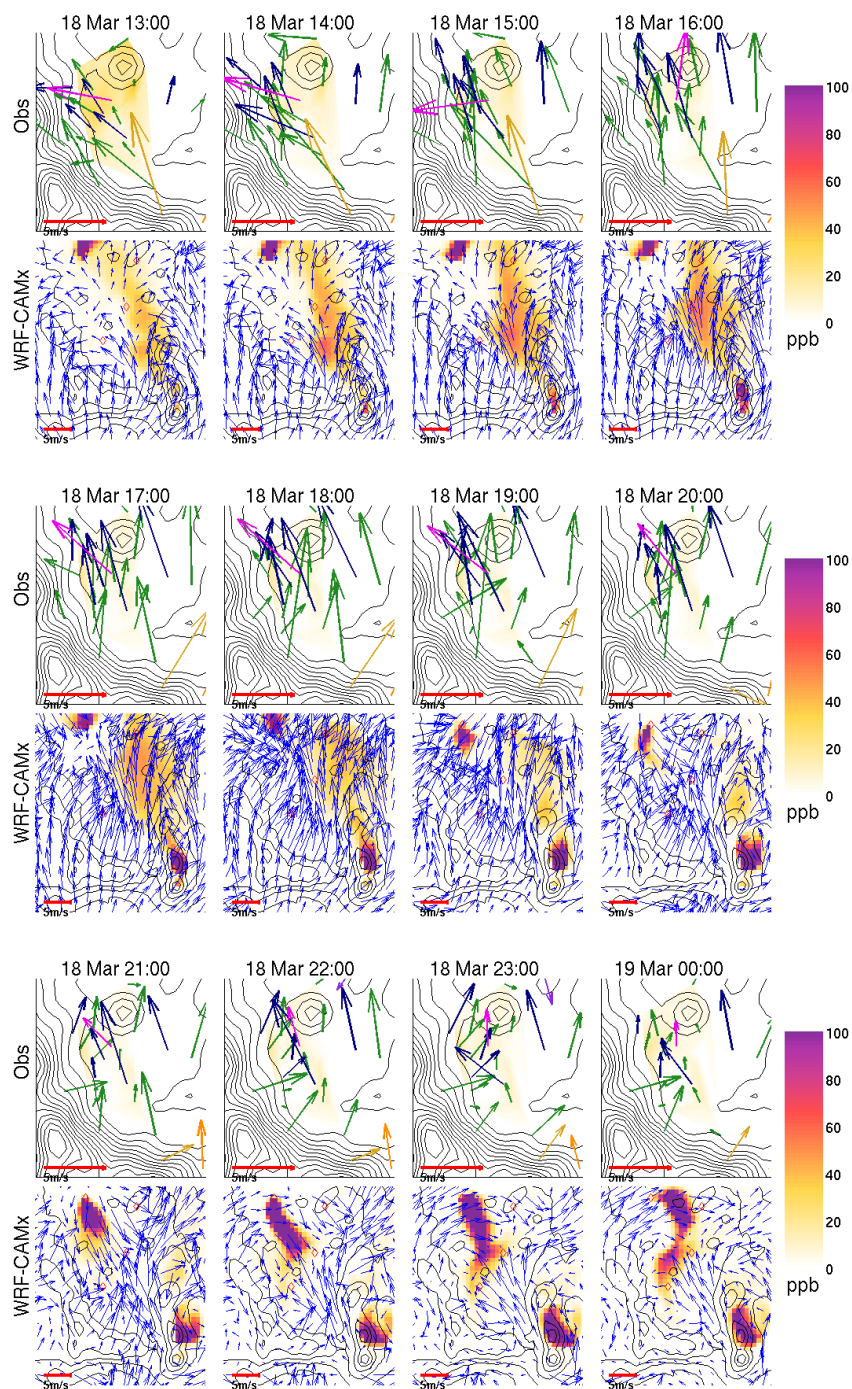 18 Mar 13:00 18 Mar 14:00 18 Mar 15:00 18 Mar 16:00
Obs
5m/s 5m/s 5m/s 5m/s
WRF-CAMx
5m/s 5m/s 5m/s 5m/s
100
80
60
40
20
0
ppb
18 Mar 17:00 18 Mar 18:00 18 Mar 19:00 18 Mar 20:00
Obs
5m/s 5m/s 5m/s 5m/s
WRF-CAMx
5m/s 5m/s 5m/s 5m/s
100
80
60
40
20
0
ppb
18 Mar 21:00 18 Mar 22:00 18 Mar 23:00 19 Mar 00:00
Obs
5m/s 5m/s 5m/s 5m/s
WRF-CAMx
5m/s 5m/s 5m/s 5m/s
100
80
60
40
20
0
ppb